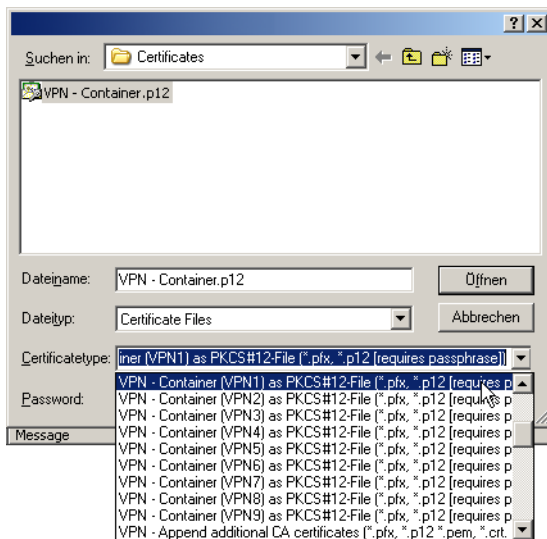 Suchen in: Certificates
VPN - Container.p12
Dateiname: VPN - Container.p12 Öffnen
Dateityp: Certificate Files Abbrechen
Certificatetype: iner (VPN1) as PKCS#12-File (*.pfx, *.p12 [requires passphrase])
Password:
Message
VPN - Container (VPN1) as PKCS#12-File (*.pfx, *.p12 [requires p
VPN - Container (VPN2) as PKCS#12-File (*.pfx, *.p12 [requires p
VPN - Container (VPN3) as PKCS#12-File (*.pfx, *.p12 [requires p
VPN - Container (VPN4) as PKCS#12-File (*.pfx, *.p12 [requires p
VPN - Container (VPN5) as PKCS#12-File (*.pfx, *.p12 [requires p
VPN - Container (VPN6) as PKCS#12-File (*.pfx, *.p12 [requires p
VPN - Container (VPN7) as PKCS#12-File (*.pfx, *.p12 [requires p
VPN - Container (VPN8) as PKCS#12-File (*.pfx, *.p12 [requires p
VPN - Container (VPN9) as PKCS#12-File (*.pfx, *.p12 [requires p
VPN - Append additional CA certificates (*.pfx, *.p12 *.pem, *.crt.